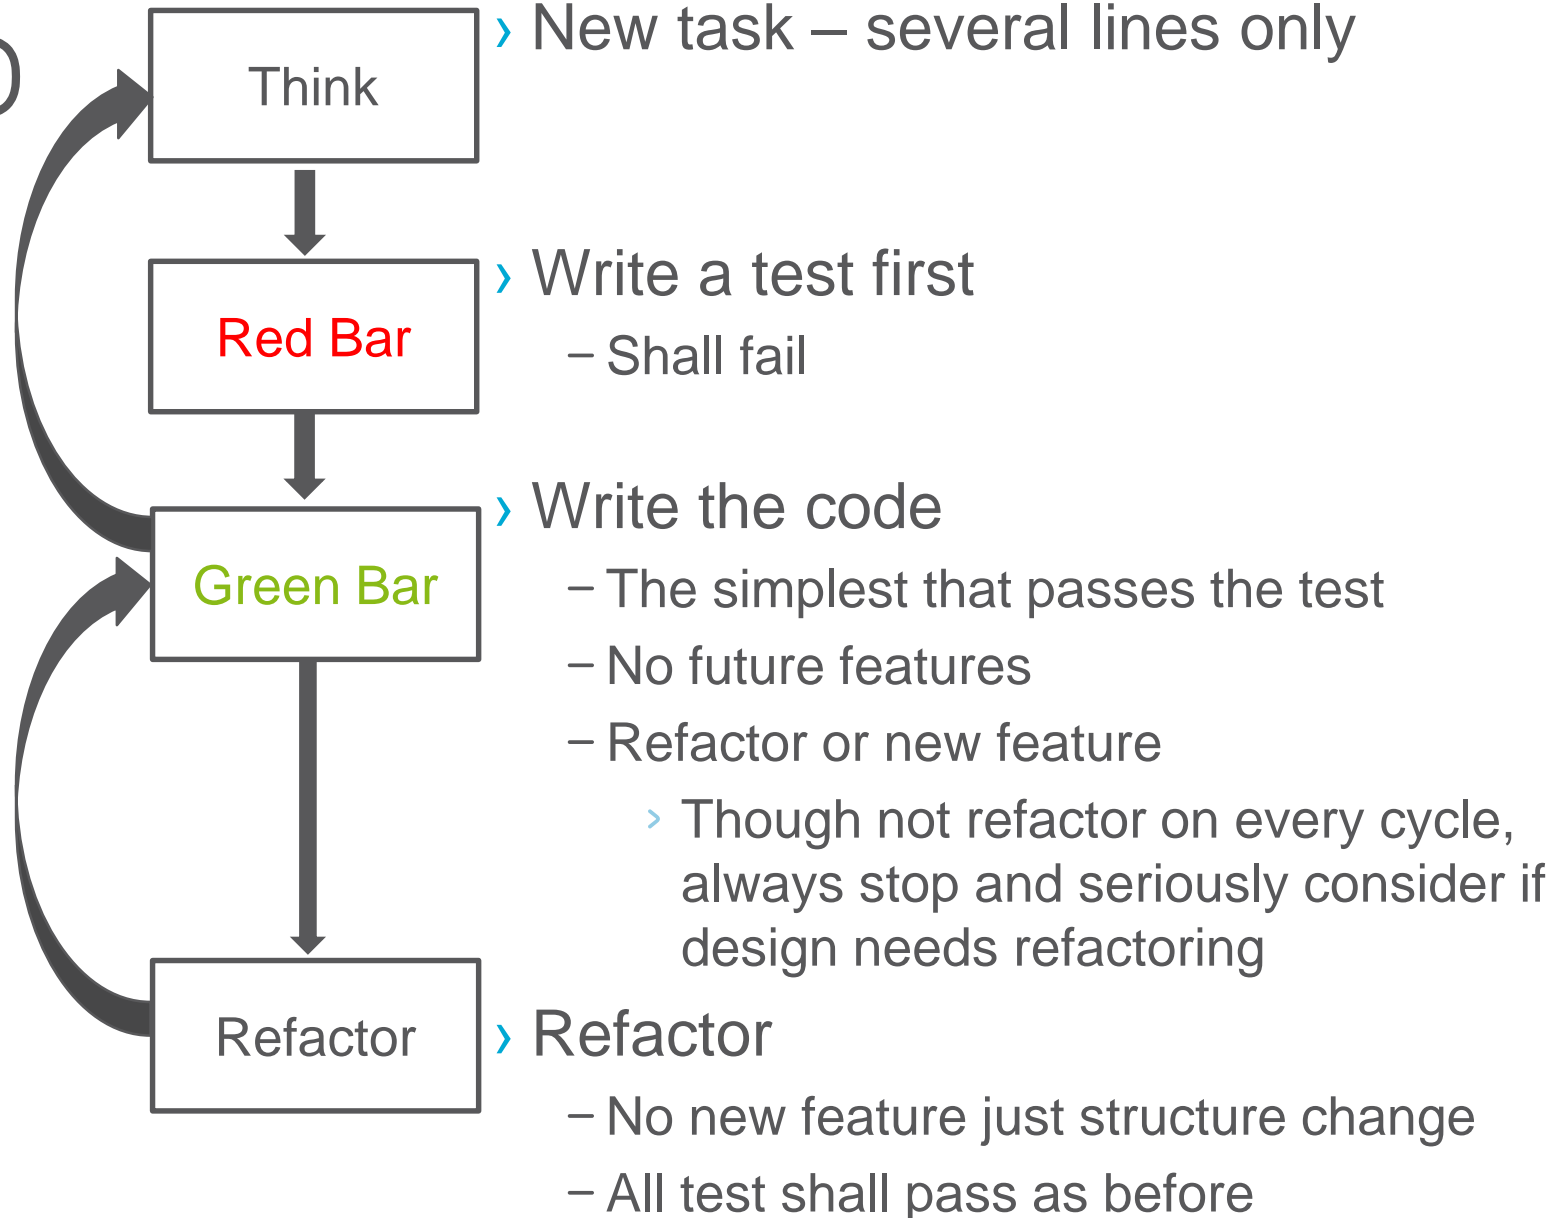 Think
› New task – several lines only
Red Bar
› Write a test first
– Shall fail
Green Bar
› Write the code
– The simplest that passes the test
– No future features
– Refactor or new feature
› Though not refactor on every cycle,
always stop and seriously consider if
design needs refactoring
Refactor
› Refactor
– No new feature just structure change
– All test shall pass as before